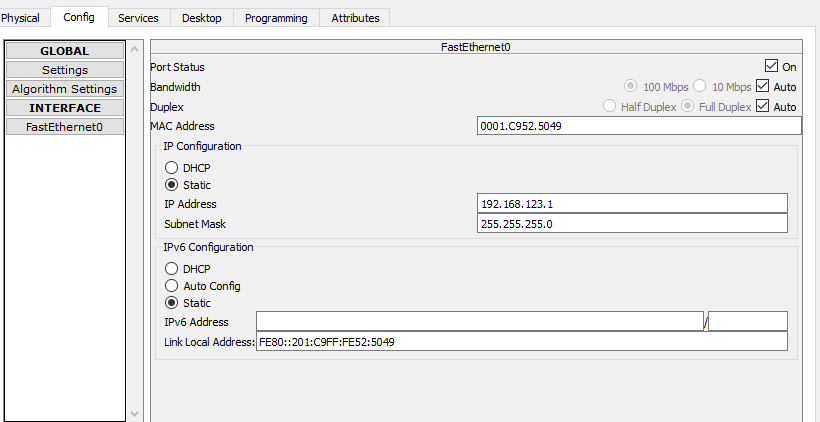 Physical Config Services Desktop Programming Attributes
GLOBAL
Settings
Algorithm Settings
INTERFACE
FastEthernet0
FastEthernet0
Port Status On
Bandwidth 100 Mbps 10 Mbps Auto
Duplex Half Duplex Full Duplex Auto
MAC Address 0001.C952.5049
IP Configuration
DHCP
Static
IP Address 192.168.123.1
Subnet Mask 255.255.255.0
IPv6 Configuration
DHCP
Auto Config
Static
IPv6 Address /
Link Local Address: FE80::201:C9FF:FE52:5049